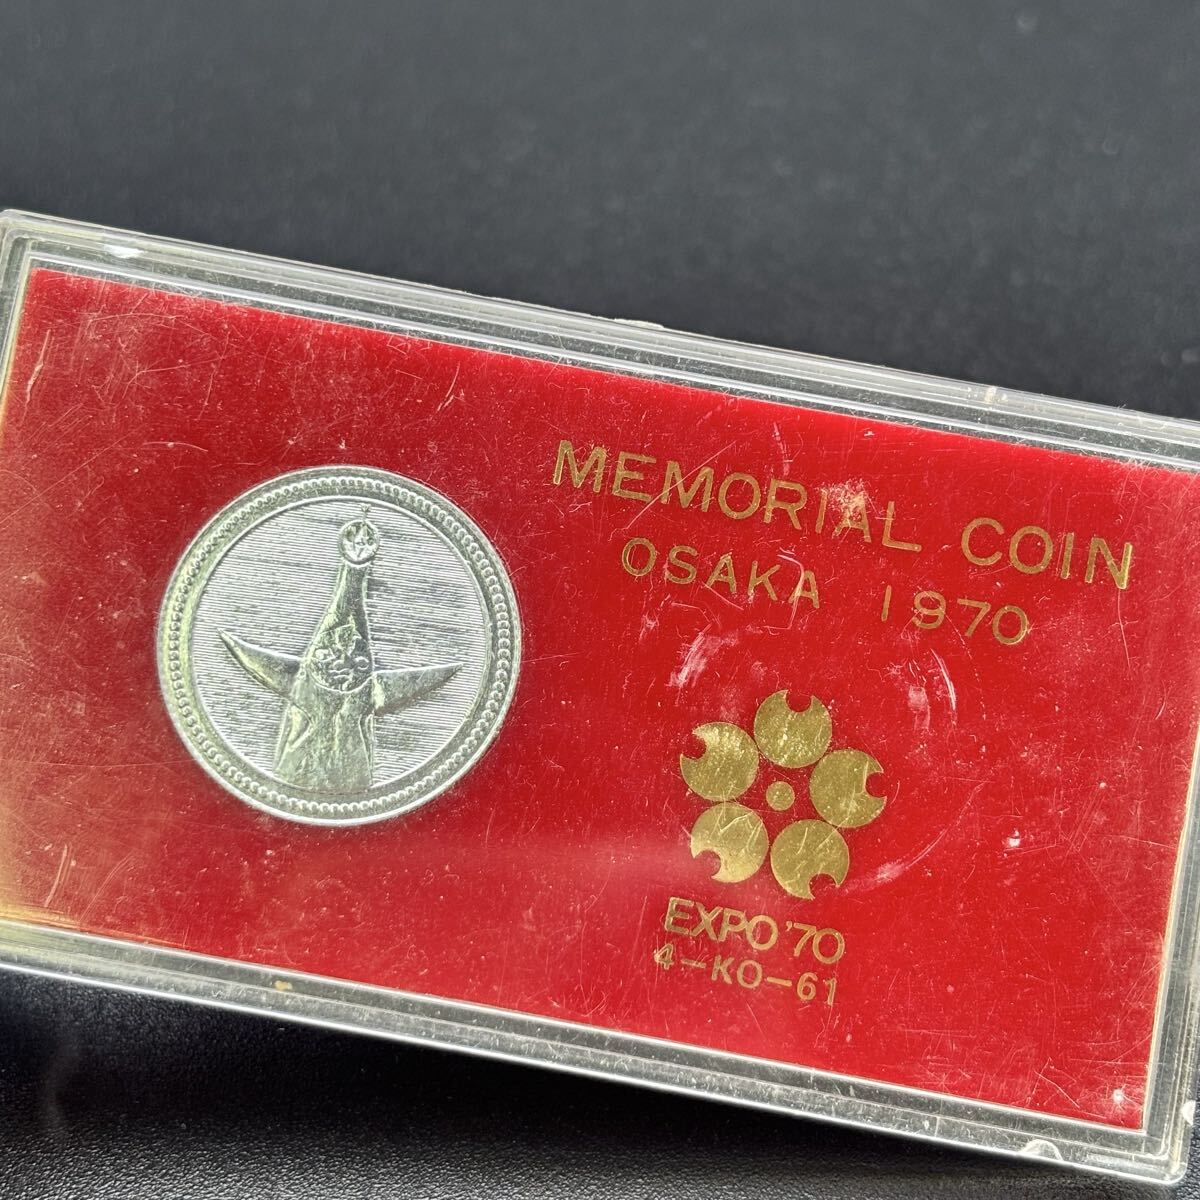 MEMORIAL COIN
OSAKA 1970
EXPO'70
4-KO-61